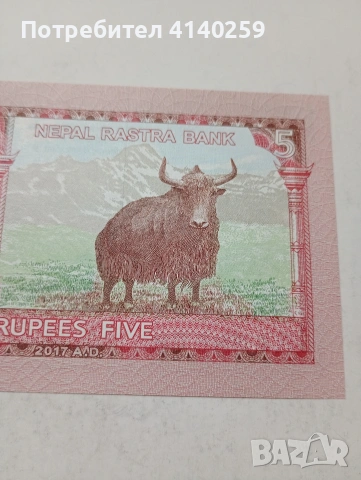 Потребител 4140259
NEPAL RASTRA BANK
5
RUPEES FIVE
2017 A.D.
BAZAR
bg